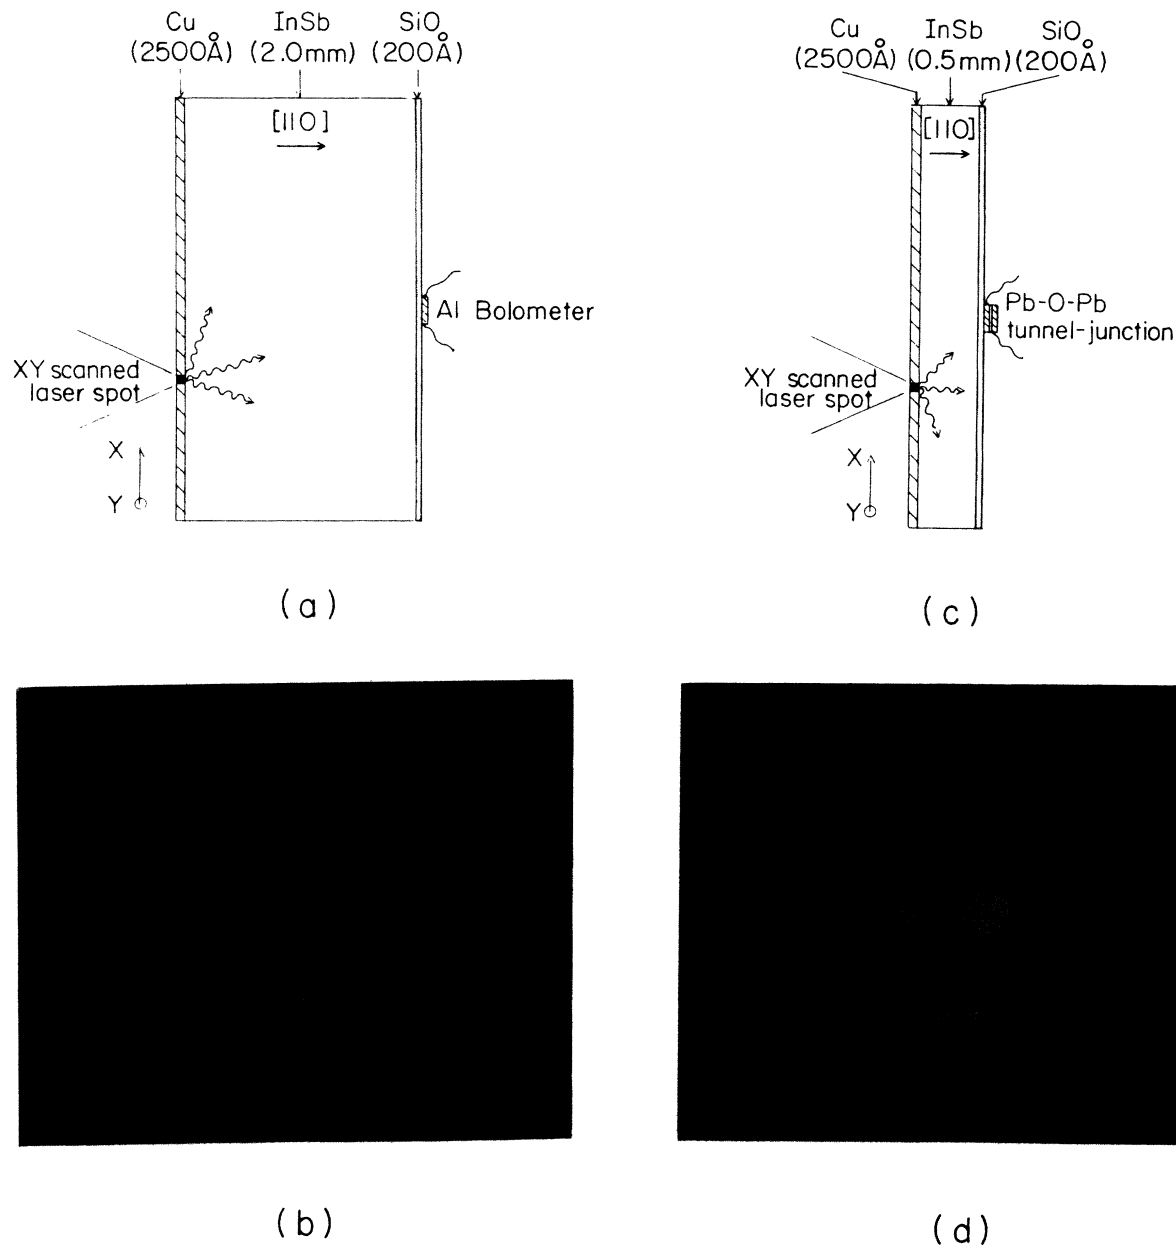 Cu InSb SiO
(2500Å) (2.0mm) (200Å)
[110]
Al Bolometer
XY scanned
laser spot
X
Y
(a)
Cu InSb SiO
(2500Å) (0.5mm) (200Å)
[110]
Pb-O-Pb
tunnel-junction
XY scanned
laser spot
X
Y
(c)
(b)
(d)